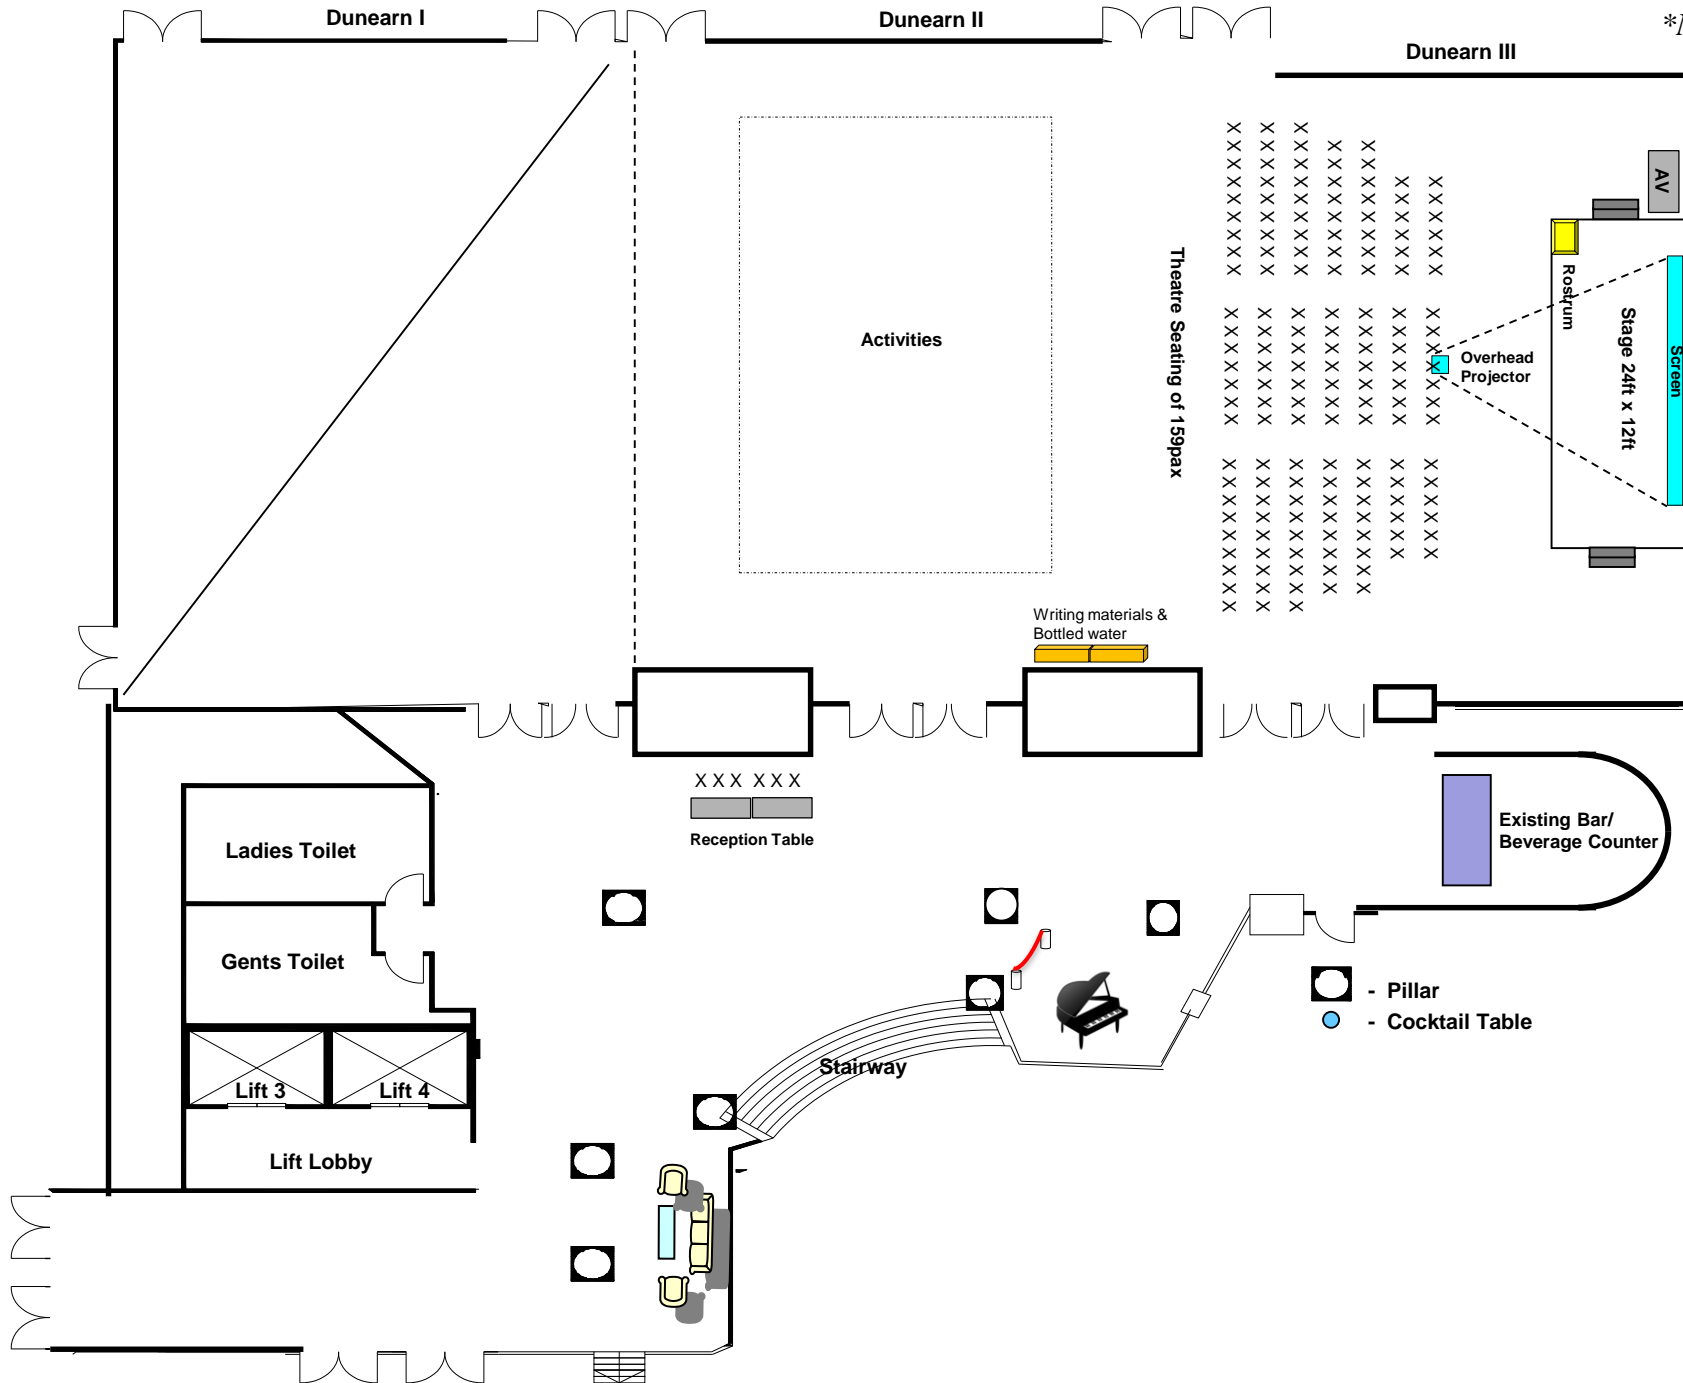 Dunearn I
Dunearn II
Dunearn III
AV
Rostrum
Stage 24ft x 12ft
Screen
Overhead
Projector
Theatre Seating of 159pax
Activities
Writing materials &
Bottled water
X X X X X X
Reception Table
Existing Bar/
Beverage Counter
Ladies Toilet
Gents Toilet
Lift 3
Lift 4
Lift Lobby
Stairway
- Pillar
- Cocktail Table